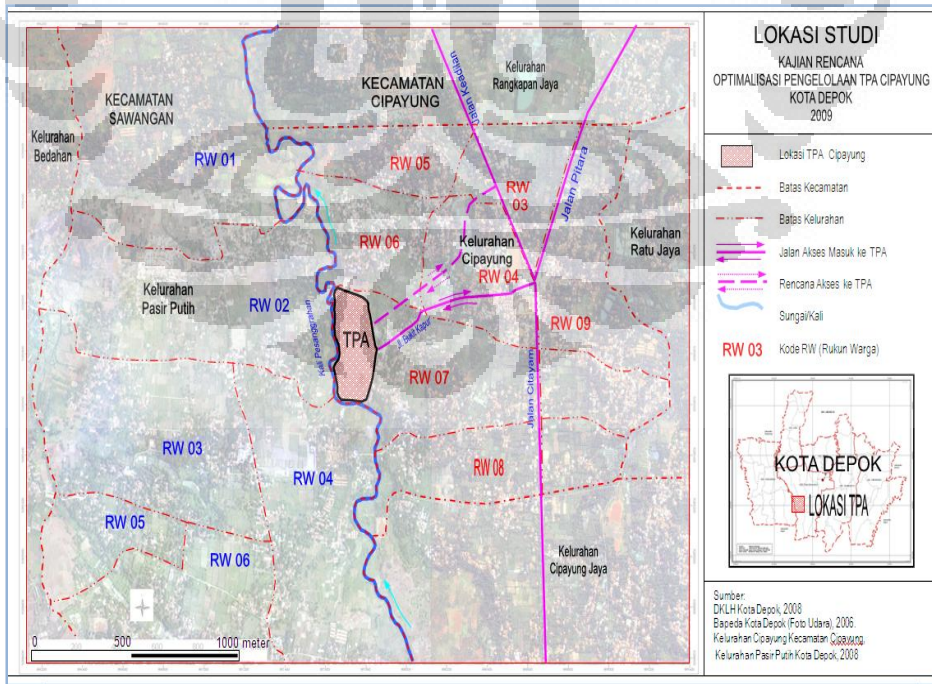 KECAMATAN
SAWANGAN
Kelurahan
Bedahan
RW 01
KECAMATAN
CIPAYUNG
Jalan Keadilan
Kelurahan
Rangkapan Jaya
RW 05
RW
03
Jalan Pitara
RW 06
Kelurahan
Cipayung
RW 04
Kelurahan
Ratu Jaya
Kelurahan
Pasir Putih
RW 02
Kali Pesanggrahan
TPA
Jl. Bukit Kapur
RW 09
RW 07
Jalan Citayam
RW 03
RW 04
RW 08
RW 05
RW 06
Kelurahan
Cipayung Jaya
0 500 1000 meter
LOKASI STUDI
KAJIAN RENCANA
OPTIMALISASI PENGELOLAAN TPA CIPAYUNG
KOTA DEPOK
2009
Lokasi TPA Cipayung
Batas Kecamatan
Batas Kelurahan
Jalan Akses Masuk ke TPA
Rencana Akses ke TPA
Sungai/Kali
RW 03 Kode RW (Rukun Warga)
KOTA DEPOK
LOKASI TPA
Sumber:
DKLH Kota Depok, 2008
Bapeda Kota Depok (Foto Udara), 2006.
Kelurahan Cipayung Kecamatan Cipayung,
Kelurahan Pasir Putih Kota Depok, 2008